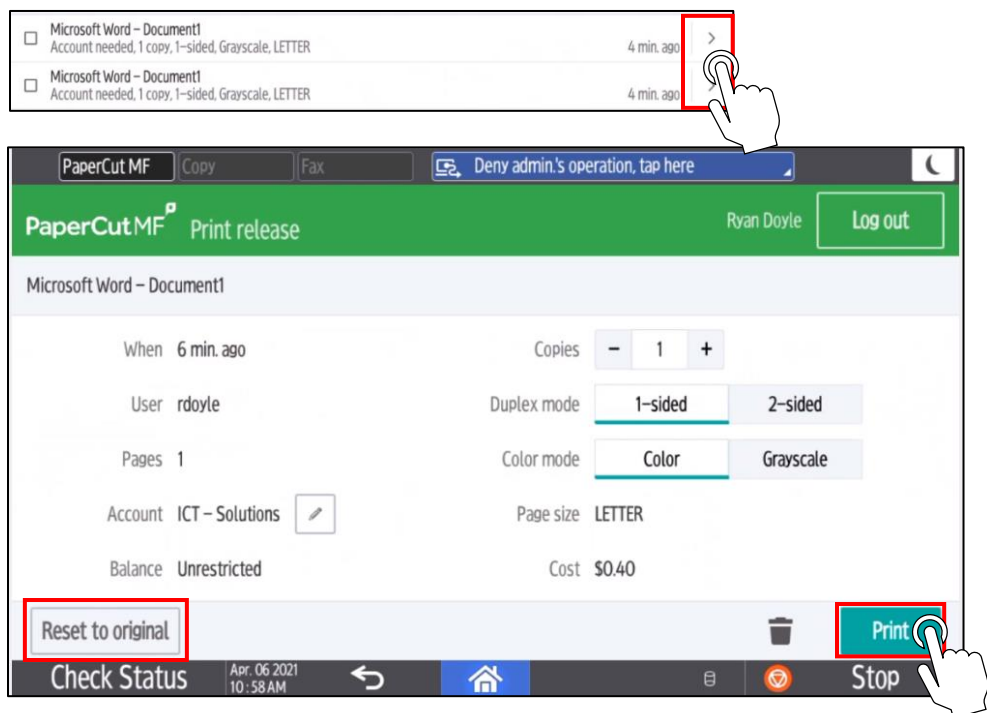 Microsoft Word – Document1
Account needed, 1 copy, 1-sided, Grayscale, LETTER
4 min. ago
Microsoft Word – Document1
Account needed, 1 copy, 1-sided, Grayscale, LETTER
4 min. ago
PaperCut MF Copy Fax Deny admin.'s operation, tap here
PaperCut MF Print release Ryan Doyle Log out
Microsoft Word – Document1
When 6 min. ago Copies – 1 +
User rdoyle Duplex mode 1-sided 2-sided
Pages 1 Color mode Color Grayscale
Account ICT – Solutions Page size LETTER
Balance Unrestricted Cost $0.40
Reset to original Print
Check Status Apr. 06 2021 Stop
10:58 AM